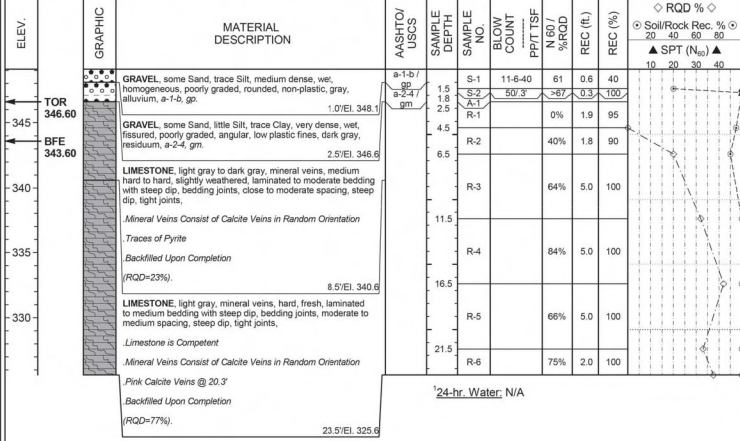 ELEV.
GRAPHIC
MATERIAL
DESCRIPTION
AASHTO/
USCS
SAMPLE
DEPTH
SAMPLE
NO.
BLOW
COUNT
--------
PP/T TSF
N 60 /
%RQD
REC (ft.)
REC (%)
◇ RQD % ◇
20 40 60 80
◉ Soil/Rock Rec. % ◉
▲ SPT (N60) ▲
10 20 30 40
TOR
346.60
345
BFE
343.60
340
335
330
GRAVEL, some Sand, trace Silt, medium dense, wet,
homogeneous, poorly graded, rounded, non-plastic, gray,
alluvium, a-1-b, gp.
1.0'/El. 348.1
GRAVEL, some Sand, little Silt, trace Clay, very dense, wet,
fissured, poorly graded, angular, low plastic fines, dark gray,
residuum, a-2-4, gm.
2.5'/El. 346.6
LIMESTONE, light gray to dark gray, mineral veins, medium
hard to hard, slightly weathered, laminated to moderate bedding
with steep dip, bedding joints, close to moderate spacing, steep
dip, tight joints,
.Mineral Veins Consist of Calcite Veins in Random Orientation
.Traces of Pyrite
.Backfilled Upon Completion
(RQD=23%).
8.5'/El. 340.6
LIMESTONE, light gray, mineral veins, hard, fresh, laminated
to medium bedding with steep dip, bedding joints, moderate to
medium spacing, steep dip, tight joints,
.Limestone is Competent
.Mineral Veins Consist of Calcite Veins in Random Orientation
.Pink Calcite Veins @ 20.3'
.Backfilled Upon Completion
(RQD=77%).
23.5'/El. 325.6
a-1-b /
gp
a-2-4 /
gm
1.5
1.8
2.5
4.5
6.5
11.5
16.5
21.5
S-1 11-6-40 61 0.6 40
S-2 50/.3' >67 0.3 100
A-1
R-1 0% 1.9 95
R-2 40% 1.8 90
R-3 64% 5.0 100
R-4 84% 5.0 100
R-5 66% 5.0 100
R-6 75% 2.0 100
¹24-hr. Water: N/A